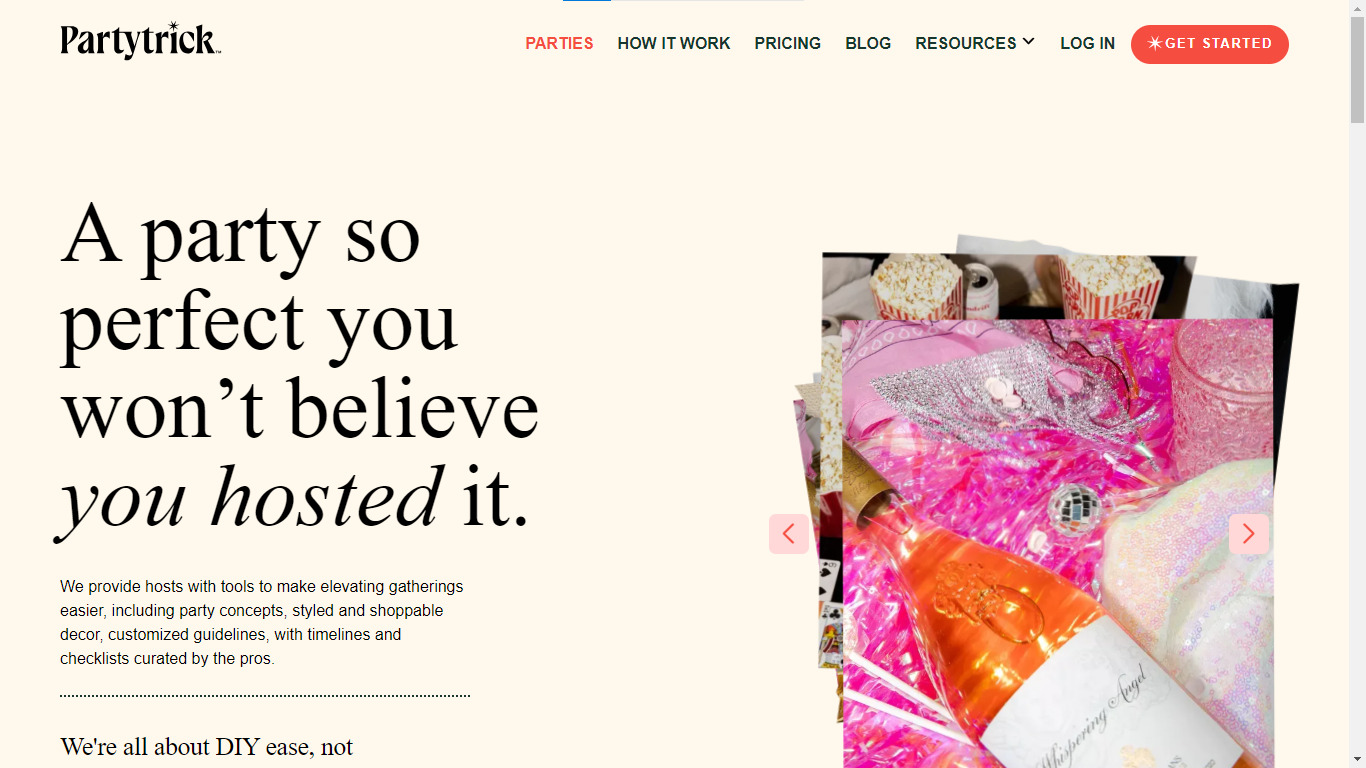 Partytrick™
PARTIES HOW IT WORK PRICING BLOG RESOURCES LOG IN GET STARTED
A party so
perfect you
won’t believe
you hosted it.
We provide hosts with tools to make elevating gatherings
easier, including party concepts, styled and shoppable
decor, customized guidelines, with timelines and
checklists curated by the pros.
We're all about DIY ease, not
Whispering Angel